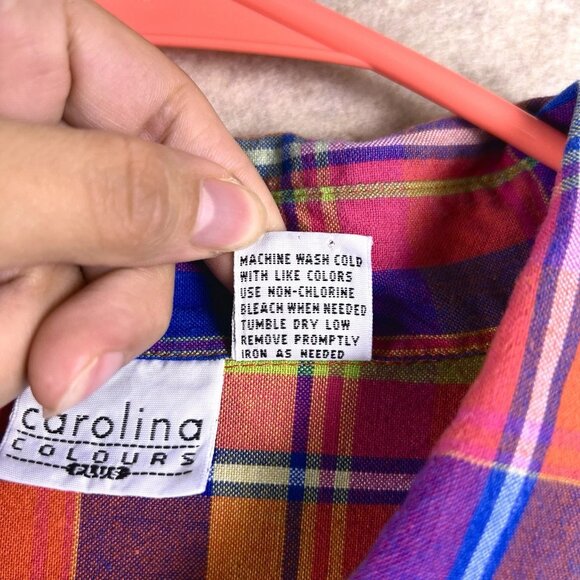 MACHINE WASH COLD
WITH LIKE COLORS
USE NON-CHLORINE
BLEACH WHEN NEEDED
TUMBLE DRY LOW
REMOVE PROMPTLY
IRON AS NEEDED
carolina
COLOURS
PLUS